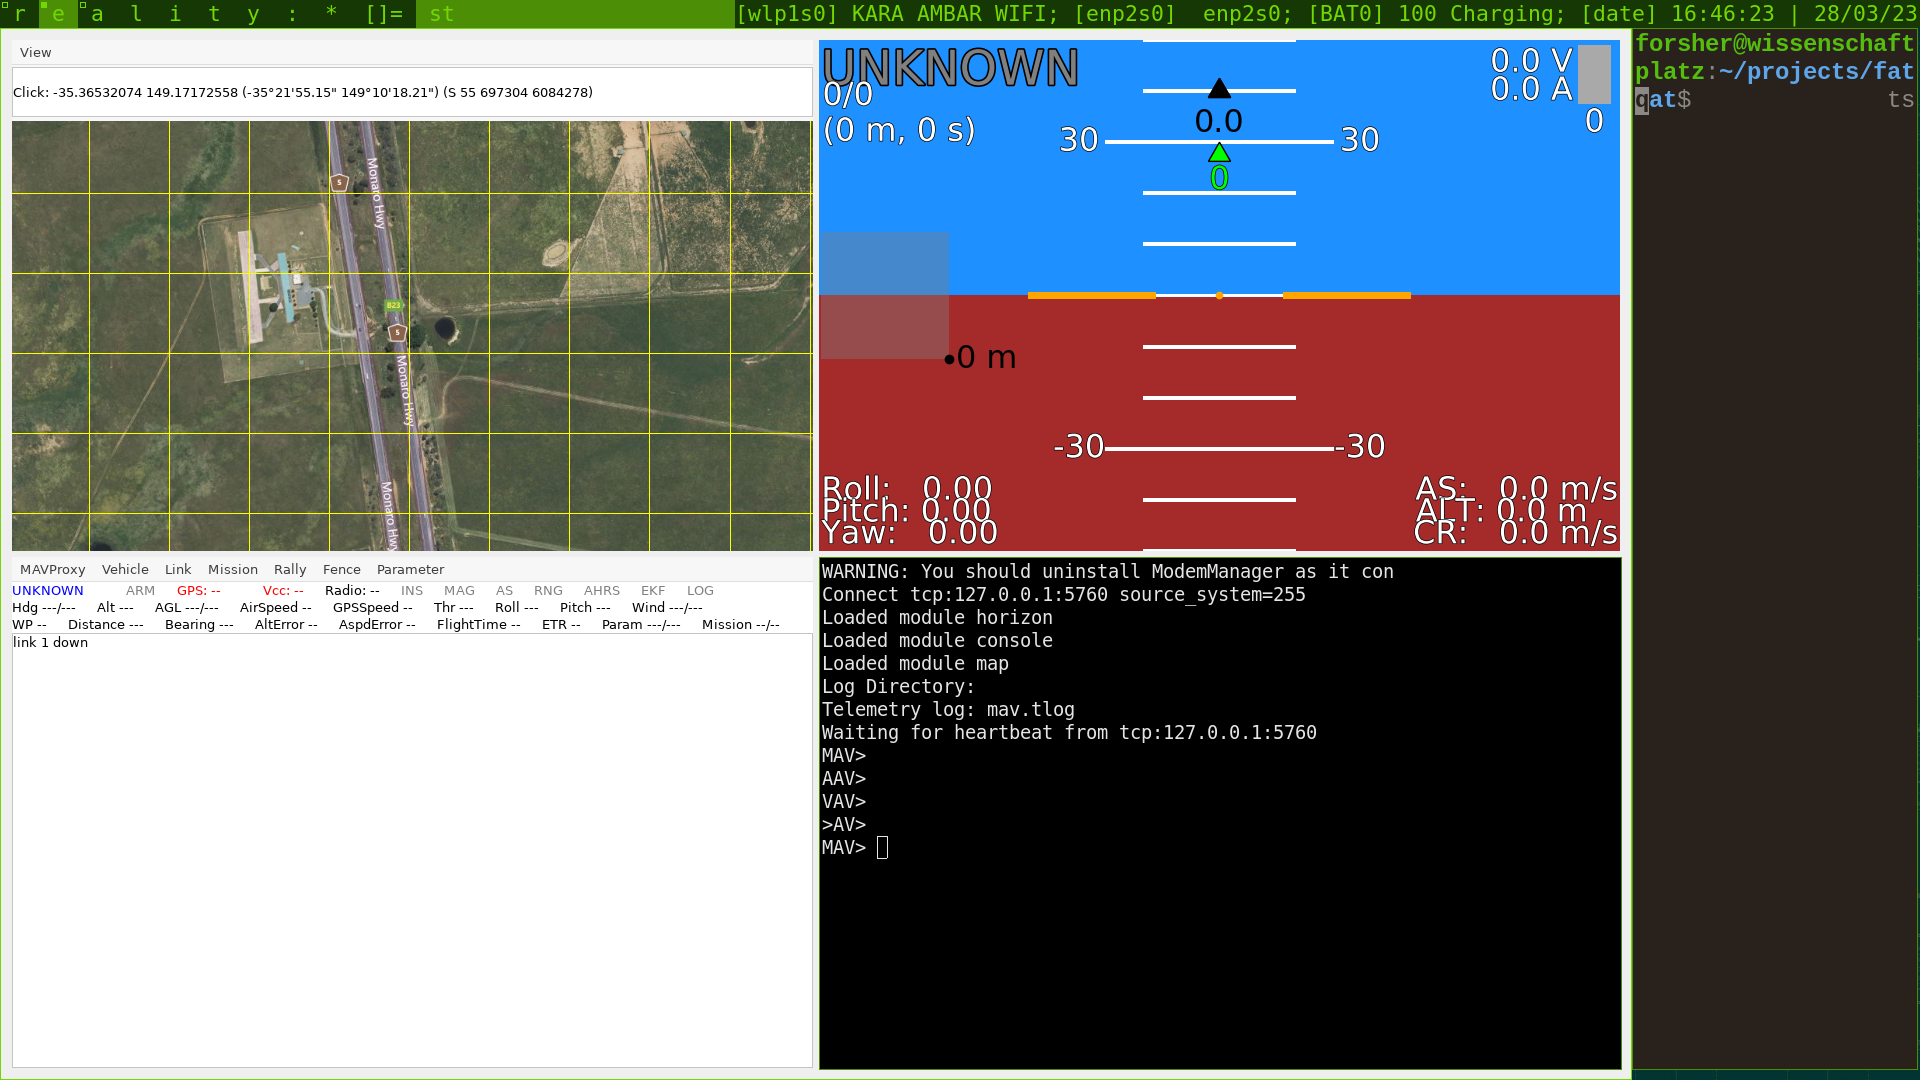 r e a l i t y : * []= st [wlp1s0] KARA AMBAR WIFI; [enp2s0]  enp2s0; [BAT0] 100 Charging; [date] 16:46:23 | 28/03/23
View
Click: -35.36532074 149.17172558 (-35°21'55.15" 149°10'18.21") (S 55 697304 6084278)
5
Monaro Hwy
B23
5
Monaro Hwy
Monaro Hwy
UNKNOWN
0/0
(0 m, 0 s)
0.0 V
0.0 A
0
0.0
30 30
0
0 m
-30 -30
Roll: 0.00
Pitch: 0.00
Yaw: 0.00
AS: 0.0 m/s
ALT: 0.0 m
CR: 0.0 m/s
MAVProxy Vehicle Link Mission Rally Fence Parameter
UNKNOWN ARM GPS: -- Vcc: -- Radio: -- INS MAG AS RNG AHRS EKF LOG
Hdg ---/--- Alt --- AGL ---/--- AirSpeed -- GPSSpeed -- Thr --- Roll --- Pitch --- Wind ---/---
WP -- Distance --- Bearing --- AltError -- AspdError -- FlightTime -- ETR -- Param ---/--- Mission --/--
link 1 down
WARNING: You should uninstall ModemManager as it con
Connect tcp:127.0.0.1:5760 source_system=255
Loaded module horizon
Loaded module console
Loaded module map
Log Directory:
Telemetry log: mav.tlog
Waiting for heartbeat from tcp:127.0.0.1:5760
MAV>
AAV>
VAV>
>AV>
MAV>
forsher@wissenschaft
platz:~/projects/fat
qat$ ts